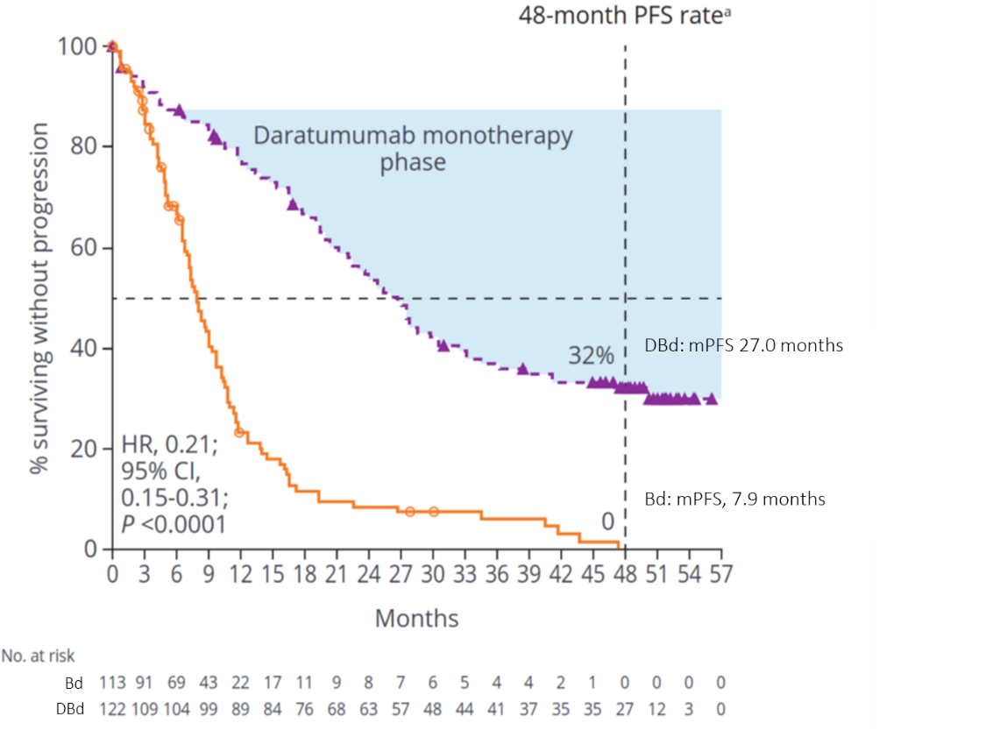 48-month PFS rateᵃ
% surviving without progression
100
80
60
40
20
0
Daratumumab monotherapy
phase
32%
DBd: mPFS 27.0 months
HR, 0.21;
95% CI,
0.15-0.31;
P <0.0001
Bd: mPFS, 7.9 months
0
0 3 6 9 12 15 18 21 24 27 30 33 36 39 42 45 48 51 54 57
Months
No. at risk
Bd 113 91 69 43 22 17 11 9 8 7 6 5 4 4 2 1 0 0 0 0
DBd 122 109 104 99 89 84 76 68 63 57 48 44 41 37 35 35 27 12 3 0